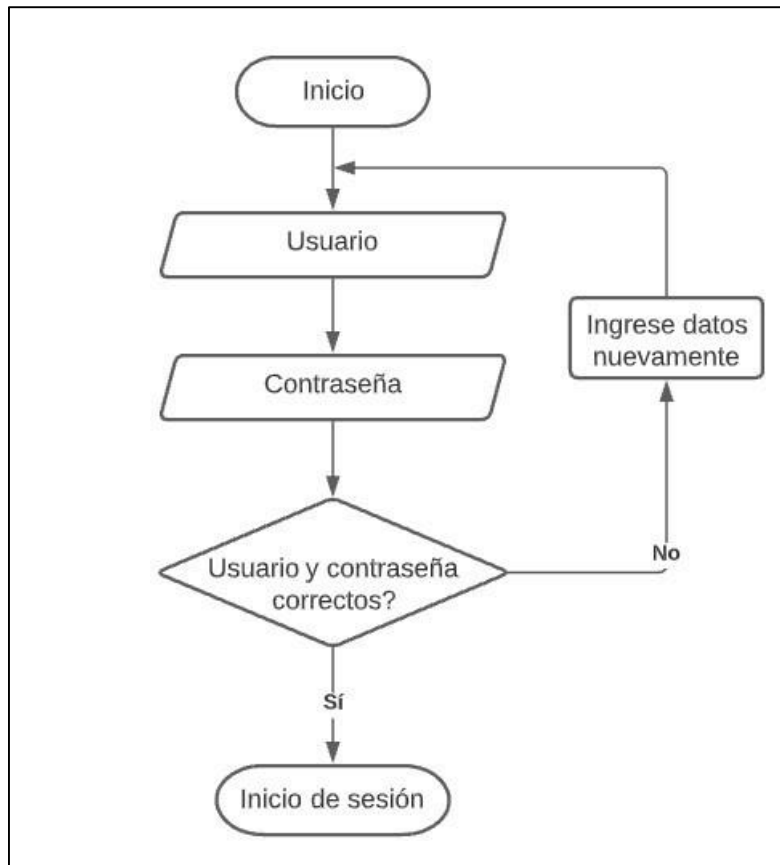 Inicio
Usuario
Ingrese datos
nuevamente
Contraseña
No
Usuario y contraseña
correctos?
Sí
Inicio de sesión